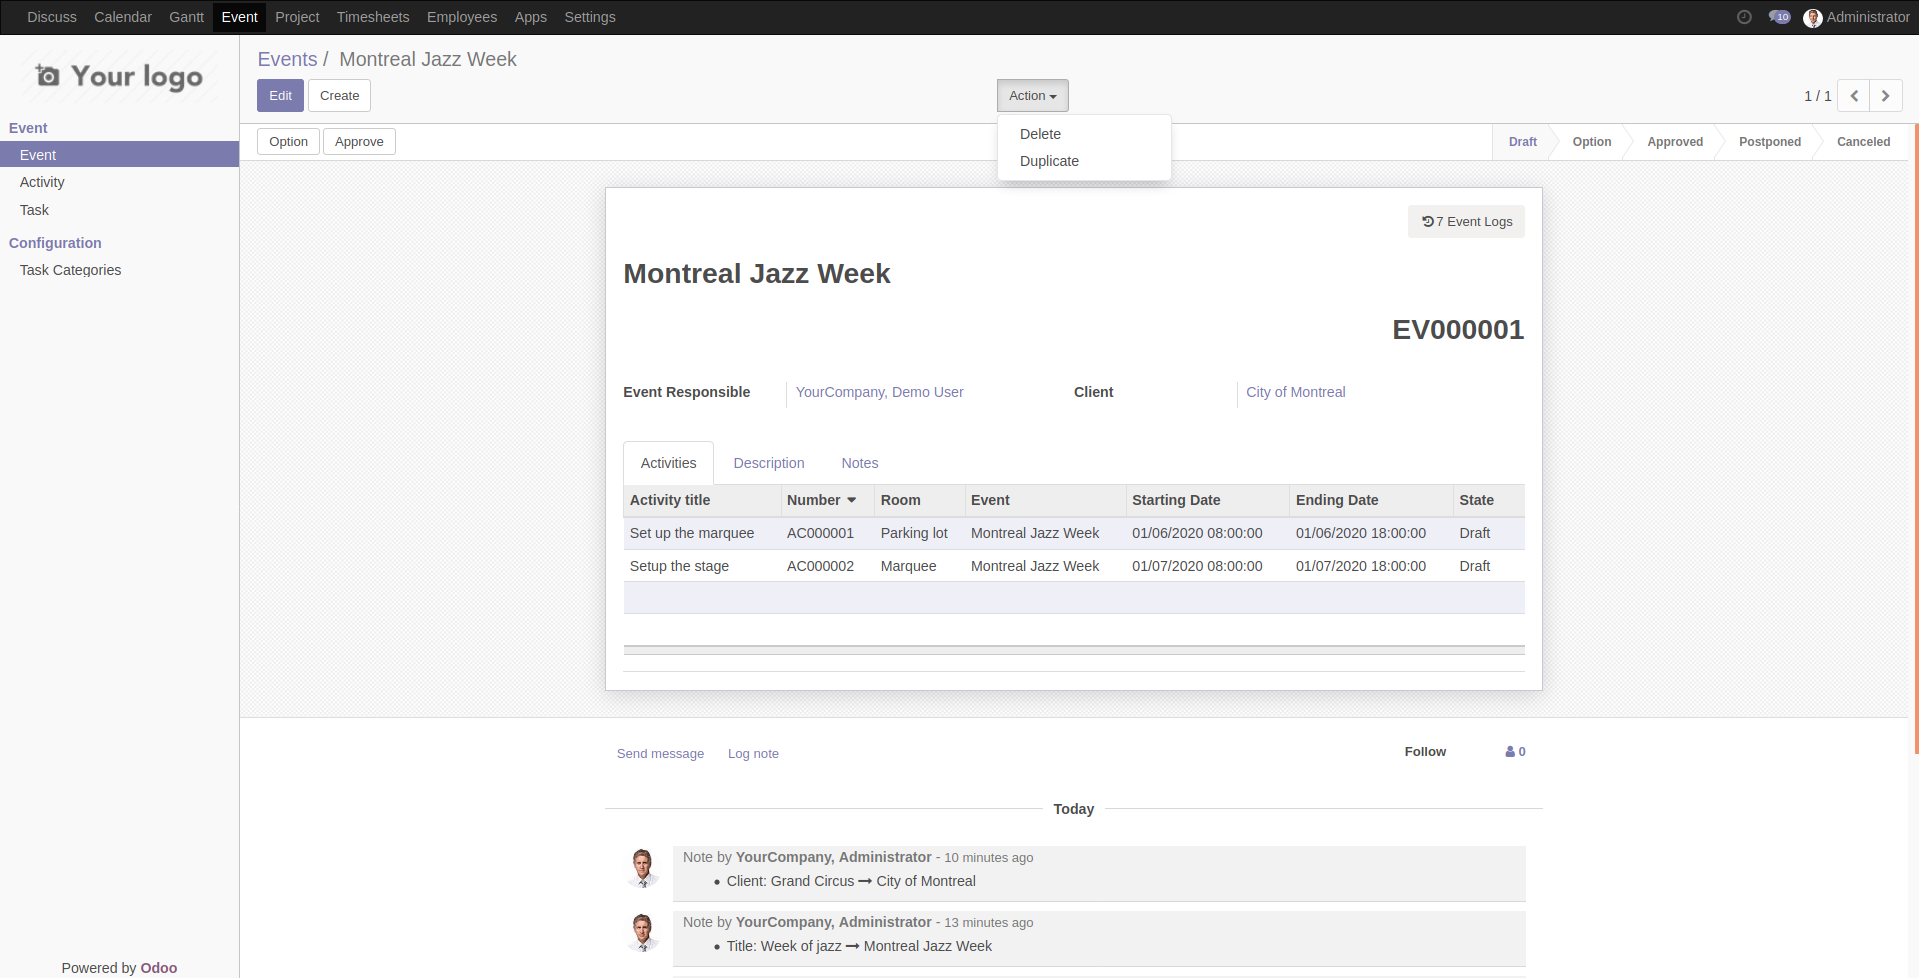 Discuss Calendar Gantt Event Project Timesheets Employees Apps Settings 10 Administrator
Your logo
Events / Montreal Jazz Week
Edit Create Action 1 / 1
Delete
Duplicate
Option Approve Draft Option Approved Postponed Canceled
Event
Event
Activity
Task
Configuration
Task Categories
7 Event Logs
Montreal Jazz Week
EV000001
Event Responsible YourCompany, Demo User Client City of Montreal
Activities Description Notes
Activity title Number Room Event Starting Date Ending Date State
Set up the marquee AC000001 Parking lot Montreal Jazz Week 01/06/2020 08:00:00 01/06/2020 18:00:00 Draft
Setup the stage AC000002 Marquee Montreal Jazz Week 01/07/2020 08:00:00 01/07/2020 18:00:00 Draft
Send message Log note Follow 0
Today
Note by YourCompany, Administrator - 10 minutes ago
• Client: Grand Circus → City of Montreal
Note by YourCompany, Administrator - 13 minutes ago
• Title: Week of jazz → Montreal Jazz Week
Powered by Odoo